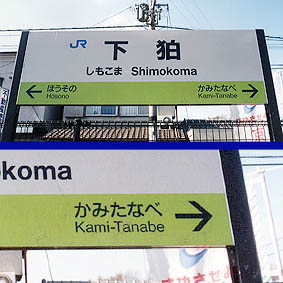 JR 下狛
しもこま Shimokoma
← ほうその かみたなべ →
Hōsono Kami-Tanabe
okoma
かみたなべ →
Kami-Tanabe